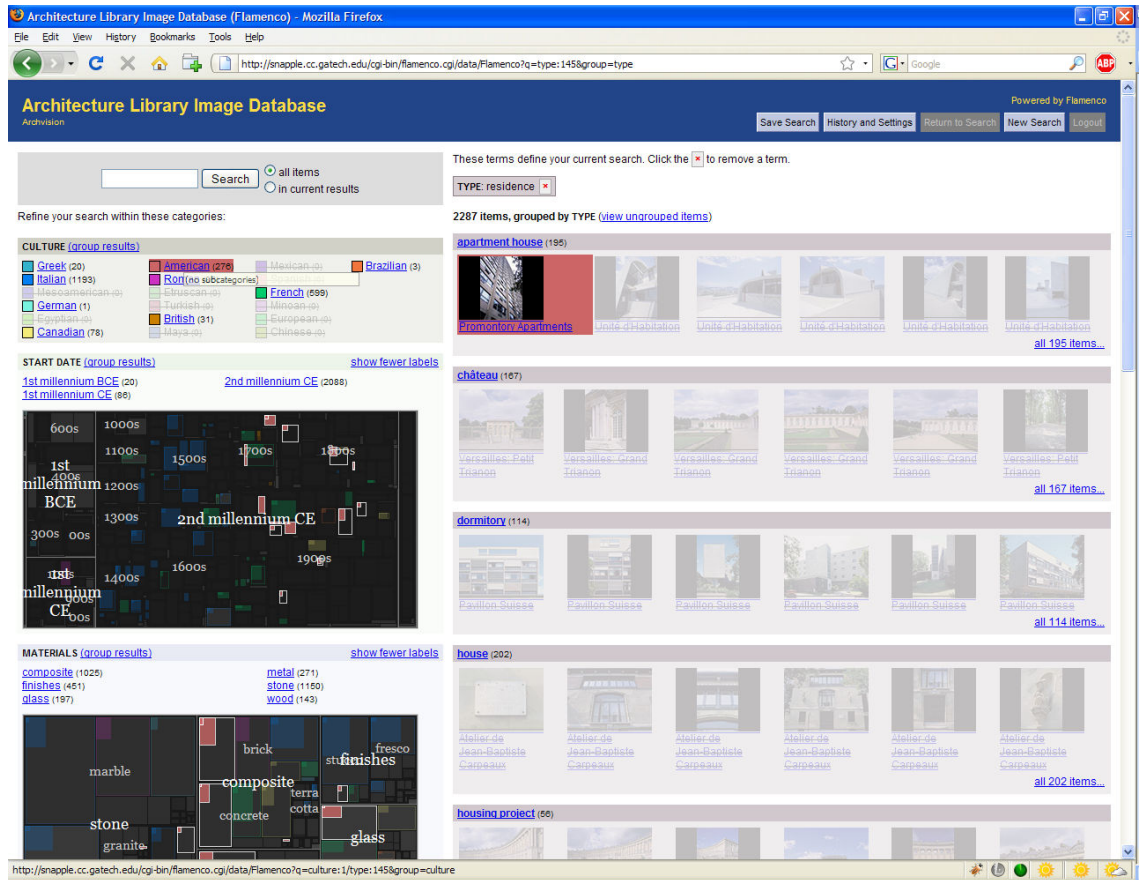 Architecture Library Image Database (Flamenco) - Mozilla Firefox
File Edit View History Bookmarks Tools Help
http://snapple.cc.gatech.edu/cgi-bin/flamenco.cgi/data/Flamenco?q=type:145&group=type
G Google
ABP
Architecture Library Image Database
Archvision
Powered by Flamenco
Save Search History and Settings Return to Search New Search Logout
Search
all items
in current results
Refine your search within these categories:
CULTURE (group results)
Greek (20) American (276) Mexican (0) Brazilian (3)
Italian (1193) Ro (no subcategories)
Mesoamerican (0) Etruscan (0) French (599)
German (1) Turkish (0) Minoan (0)
Egyptian (0) British (31) European (0)
Canadian (78) Maya (0) Chinese (0)
START DATE (group results) show fewer labels
1st millennium BCE (20) 2nd millennium CE (2088)
1st millennium CE (86)
600s 1000s
1100s 1500s 1700s 1800s
1st millennium BCE
400s 1200s
1300s 2nd millennium CE
300s 00s
1600s 1900s
1400s
1st millennium CE
00s
MATERIALS (group results) show fewer labels
composite (1025) metal (271)
finishes (451) stone (1150)
glass (197) wood (143)
brick finishes fresco
marble
composite
terra cotta
concrete
stone glass
granite
These terms define your current search. Click the × to remove a term.
TYPE: residence ×
2287 items, grouped by TYPE (view ungrouped items)
apartment house (195)
Promontory Apartments Unité d'Habitation Unité d'Habitation Unité d'Habitation Unité d'Habitation Unité d'Habitation
all 195 items...
château (167)
Versailles: Petit Trianon Versailles: Grand Trianon Versailles: Grand Trianon Versailles: Grand Trianon Versailles: Grand Trianon Versailles: Petit Trianon
all 167 items...
dormitory (114)
Pavillon Suisse Pavillon Suisse Pavillon Suisse Pavillon Suisse Pavillon Suisse Pavillon Suisse
all 114 items...
house (202)
Atelier de Jean-Baptiste Carpeaux Atelier de Jean-Baptiste Carpeaux Atelier de Jean-Baptiste Carpeaux Atelier de Jean-Baptiste Carpeaux Atelier de Jean-Baptiste Carpeaux Atelier de Jean-Baptiste Carpeaux
all 202 items...
housing project (56)
http://snapple.cc.gatech.edu/cgi-bin/flamenco.cgi/data/Flamenco?q=culture:1/type:145&group=culture